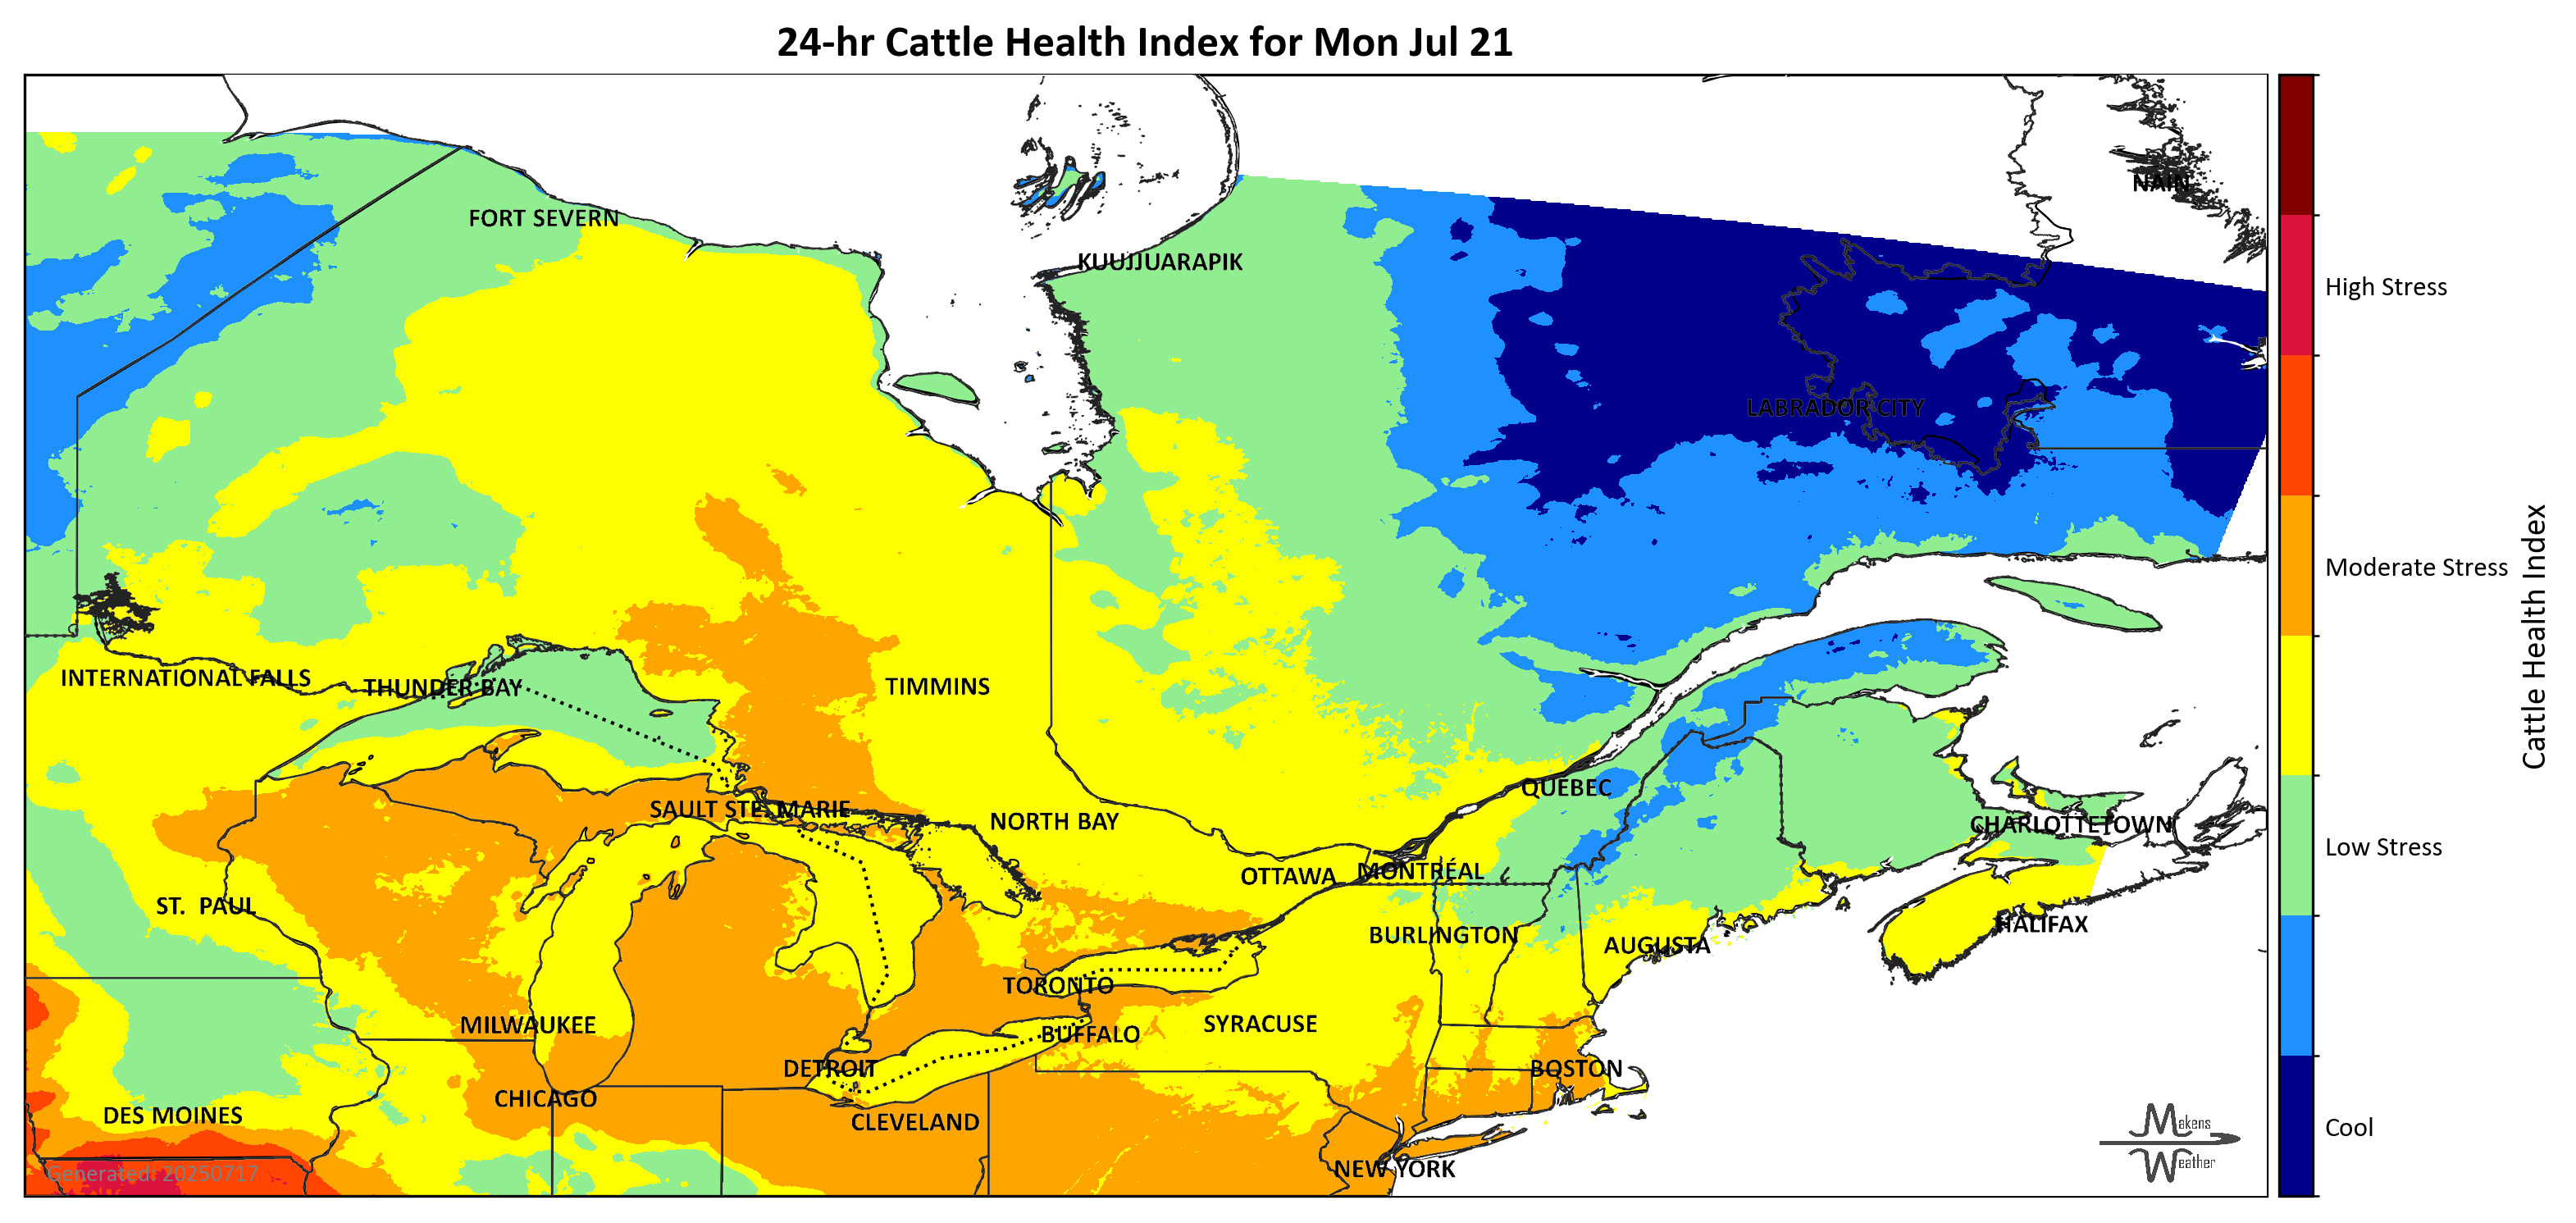 24-hr Cattle Health Index for Mon Jul 21
NAIN
FORT SEVERN
KUUJJUARAPIK
High Stress
LABRADOR CITY
Moderate Stress
Cattle Health Index
INTERNATIONAL FALLS
THUNDER BAY
TIMMINS
QUÉBEC
SAULT STE. MARIE
NORTH BAY
CHARLOTTETOWN
Low Stress
OTTAWA
MONTRÉAL
ST. PAUL
HALIFAX
BURLINGTON
AUGUSTA
TORONTO
MILWAUKEE
BUFFALO
SYRACUSE
DETROIT
BOSTON
CHICAGO
DES MOINES
CLEVELAND
Makens
Weather
Cool
NEW YORK
Generated: 20250717